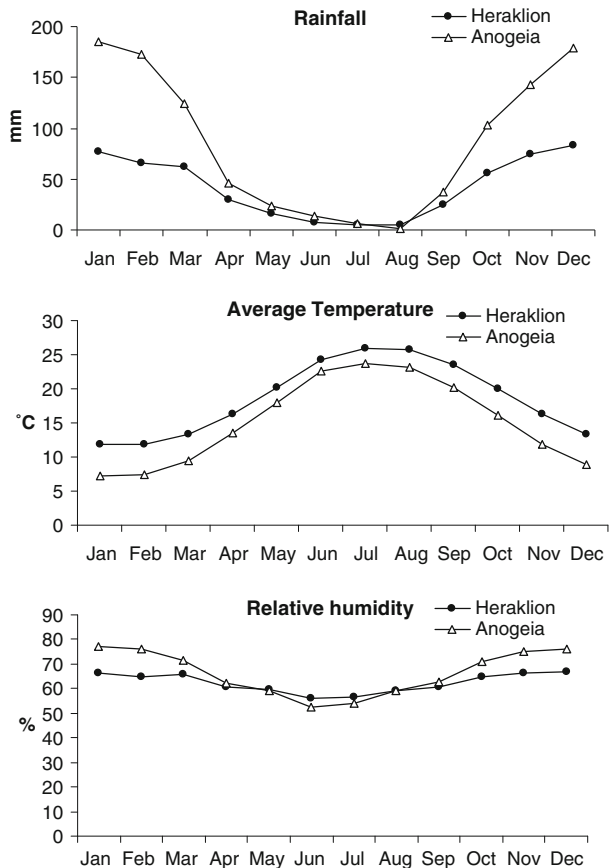 Rainfall
Heraklion
Anogeia
200
150
100
50
0
mm
Jan Feb Mar Apr May Jun Jul Aug Sep Oct Nov Dec
Average Temperature
Heraklion
Anogeia
30
25
20
15
10
5
0
°C
Jan Feb Mar Apr May Jun Jul Aug Sep Oct Nov Dec
Relative humidity
Heraklion
Anogeia
90
80
70
60
50
40
30
20
10
0
%
Jan Feb Mar Apr May Jun Jul Aug Sep Oct Nov Dec